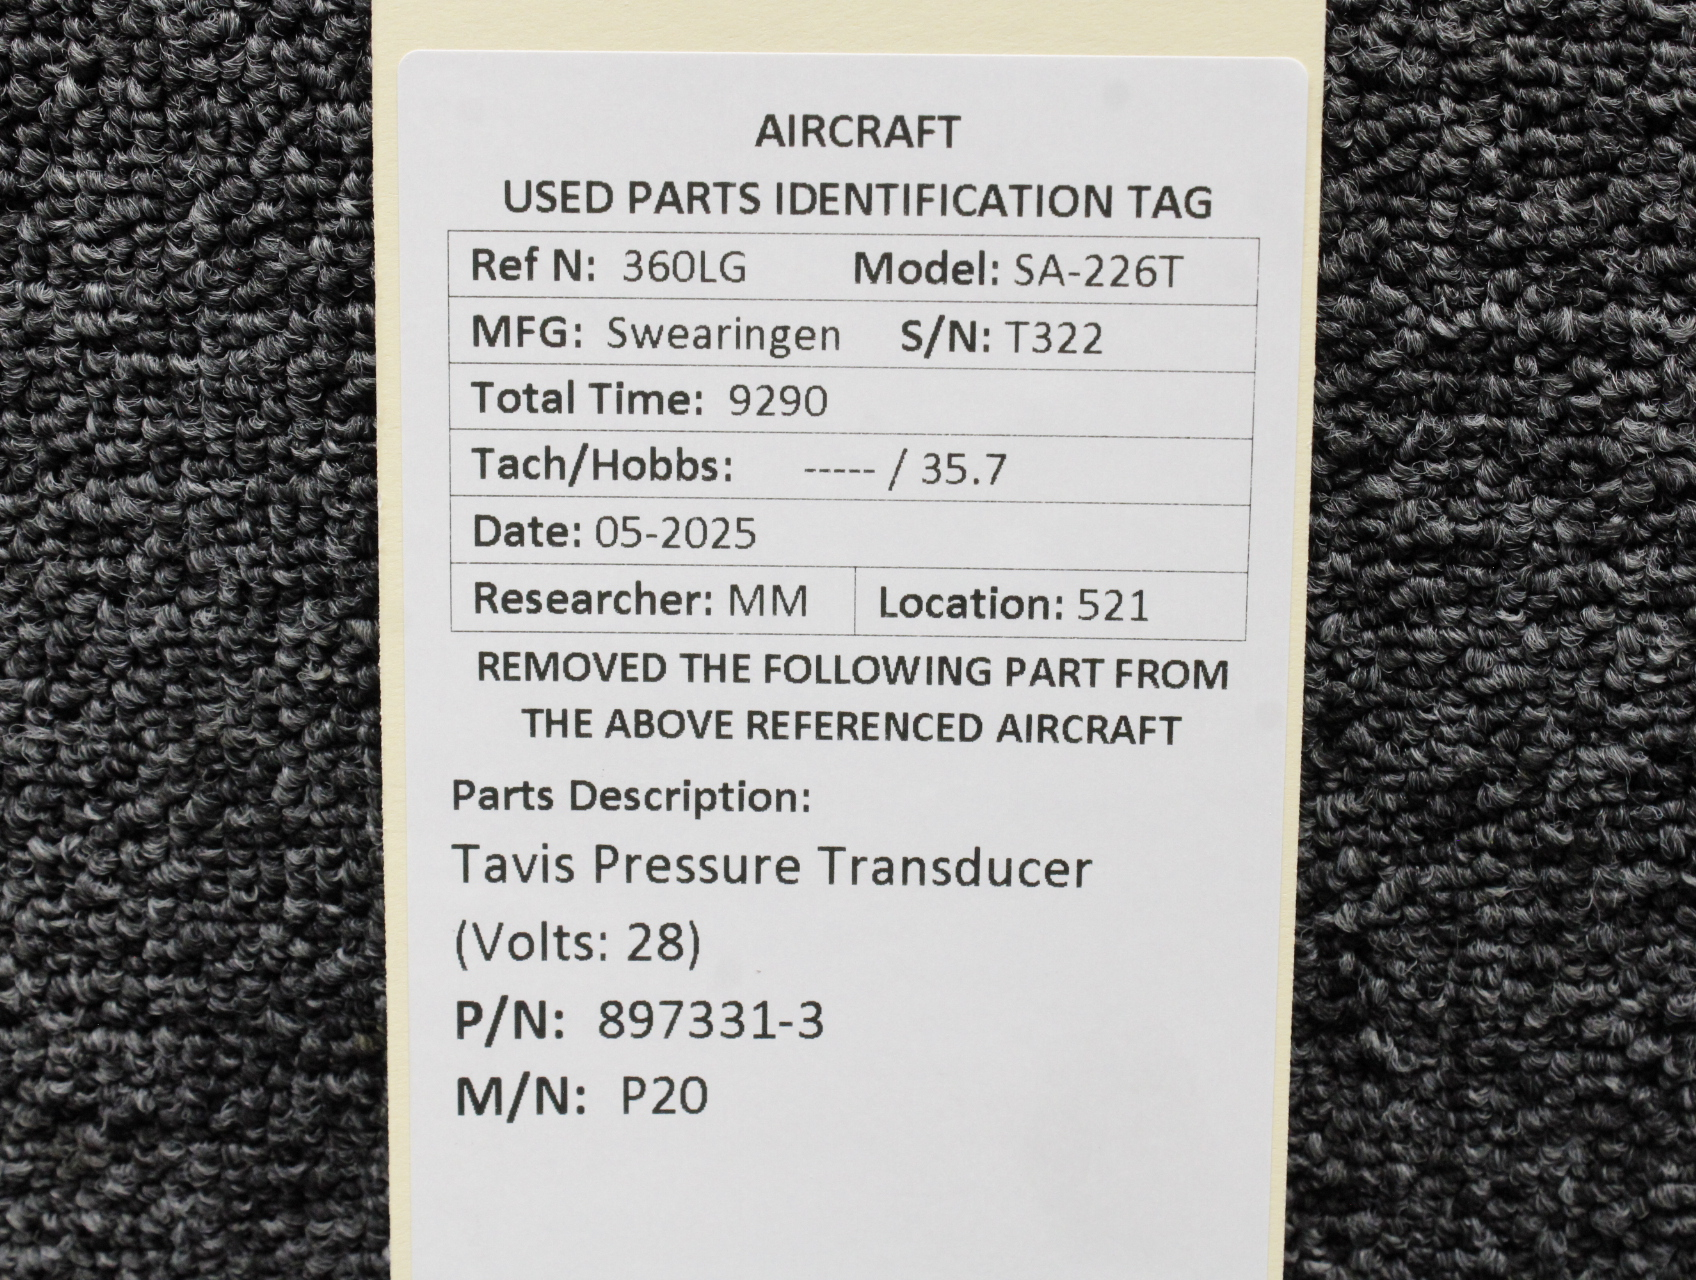 AIRCRAFT
USED PARTS IDENTIFICATION TAG
Ref N: 360LG Model: SA-226T
MFG: Swearingen S/N: T322
Total Time: 9290
Tach/Hobbs: ----- / 35.7
Date: 05-2025
Researcher: MM Location: 521
REMOVED THE FOLLOWING PART FROM
THE ABOVE REFERENCED AIRCRAFT
Parts Description:
Tavis Pressure Transducer
(Volts: 28)
P/N: 897331-3
M/N: P20